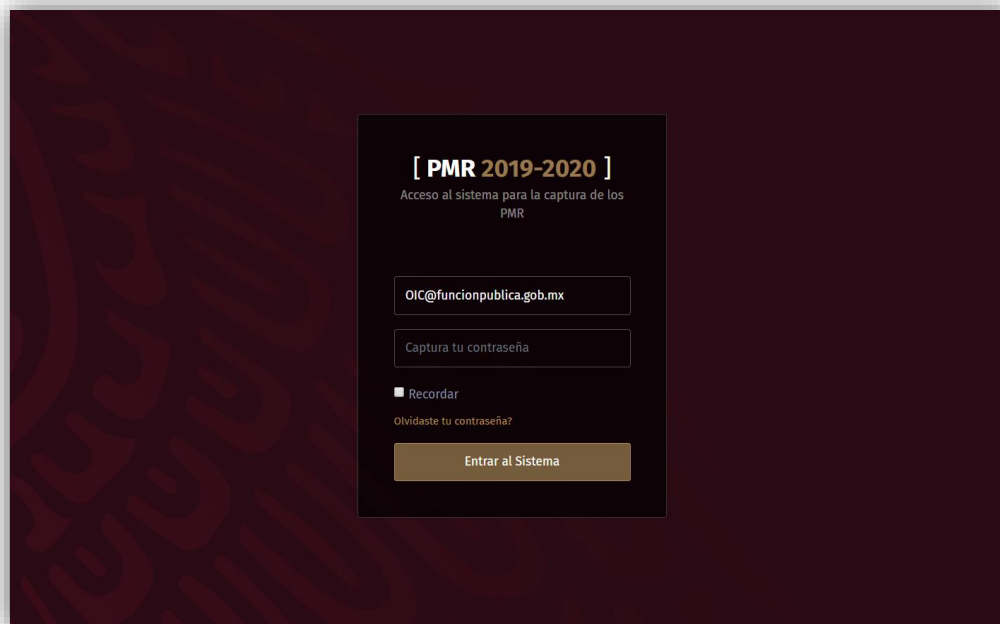 [ PMR 2019-2020 ]
Acceso al sistema para la captura de los
PMR
OIC@funcionpublica.gob.mx
Captura tu contraseña
Recordar
Olvidaste tu contraseña?
Entrar al Sistema